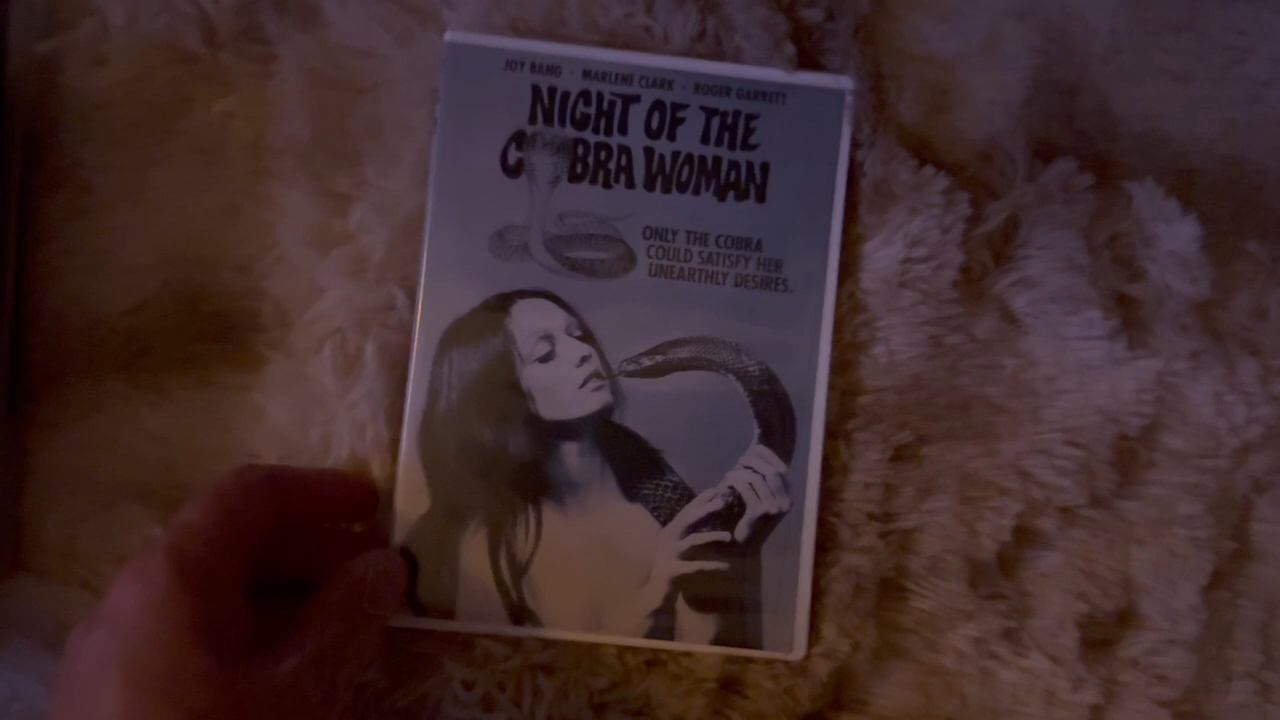 JOY BANG · MARLENE CLARK · ROGER GARRETT
NIGHT OF THE
COBRA WOMAN
ONLY THE COBRA
COULD SATISFY HER
UNEARTHLY DESIRES.